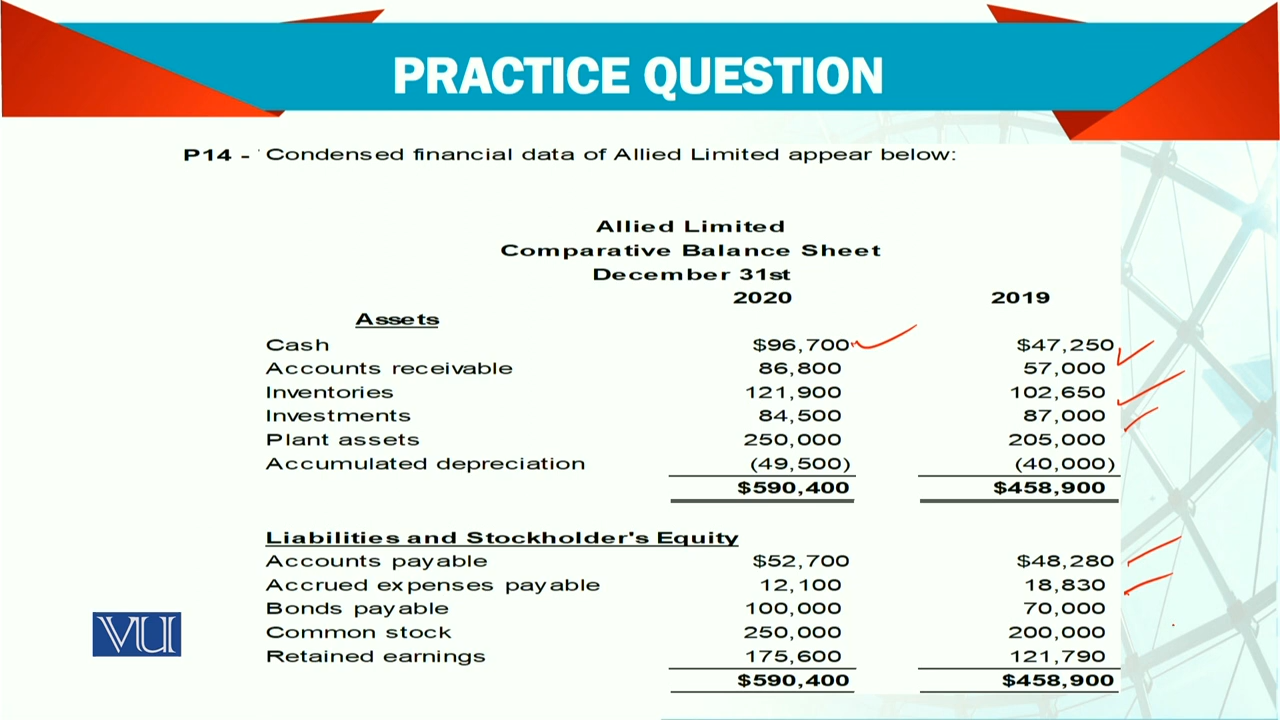 PRACTICE QUESTION
P14 - Condensed financial data of Allied Limited appear below:
Allied Limited
Comparative Balance Sheet
December 31st
2020 2019
Assets
Cash $96,700 $47,250
Accounts receivable 86,800 57,000
Inventories 121,900 102,650
Investments 84,500 87,000
Plant assets 250,000 205,000
Accumulated depreciation (49,500) (40,000)
$590,400 $458,900
Liabilities and Stockholder's Equity
Accounts payable $52,700 $48,280
Accrued expenses payable 12,100 18,830
Bonds payable 100,000 70,000
Common stock 250,000 200,000
Retained earnings 175,600 121,790
$590,400 $458,900
VU